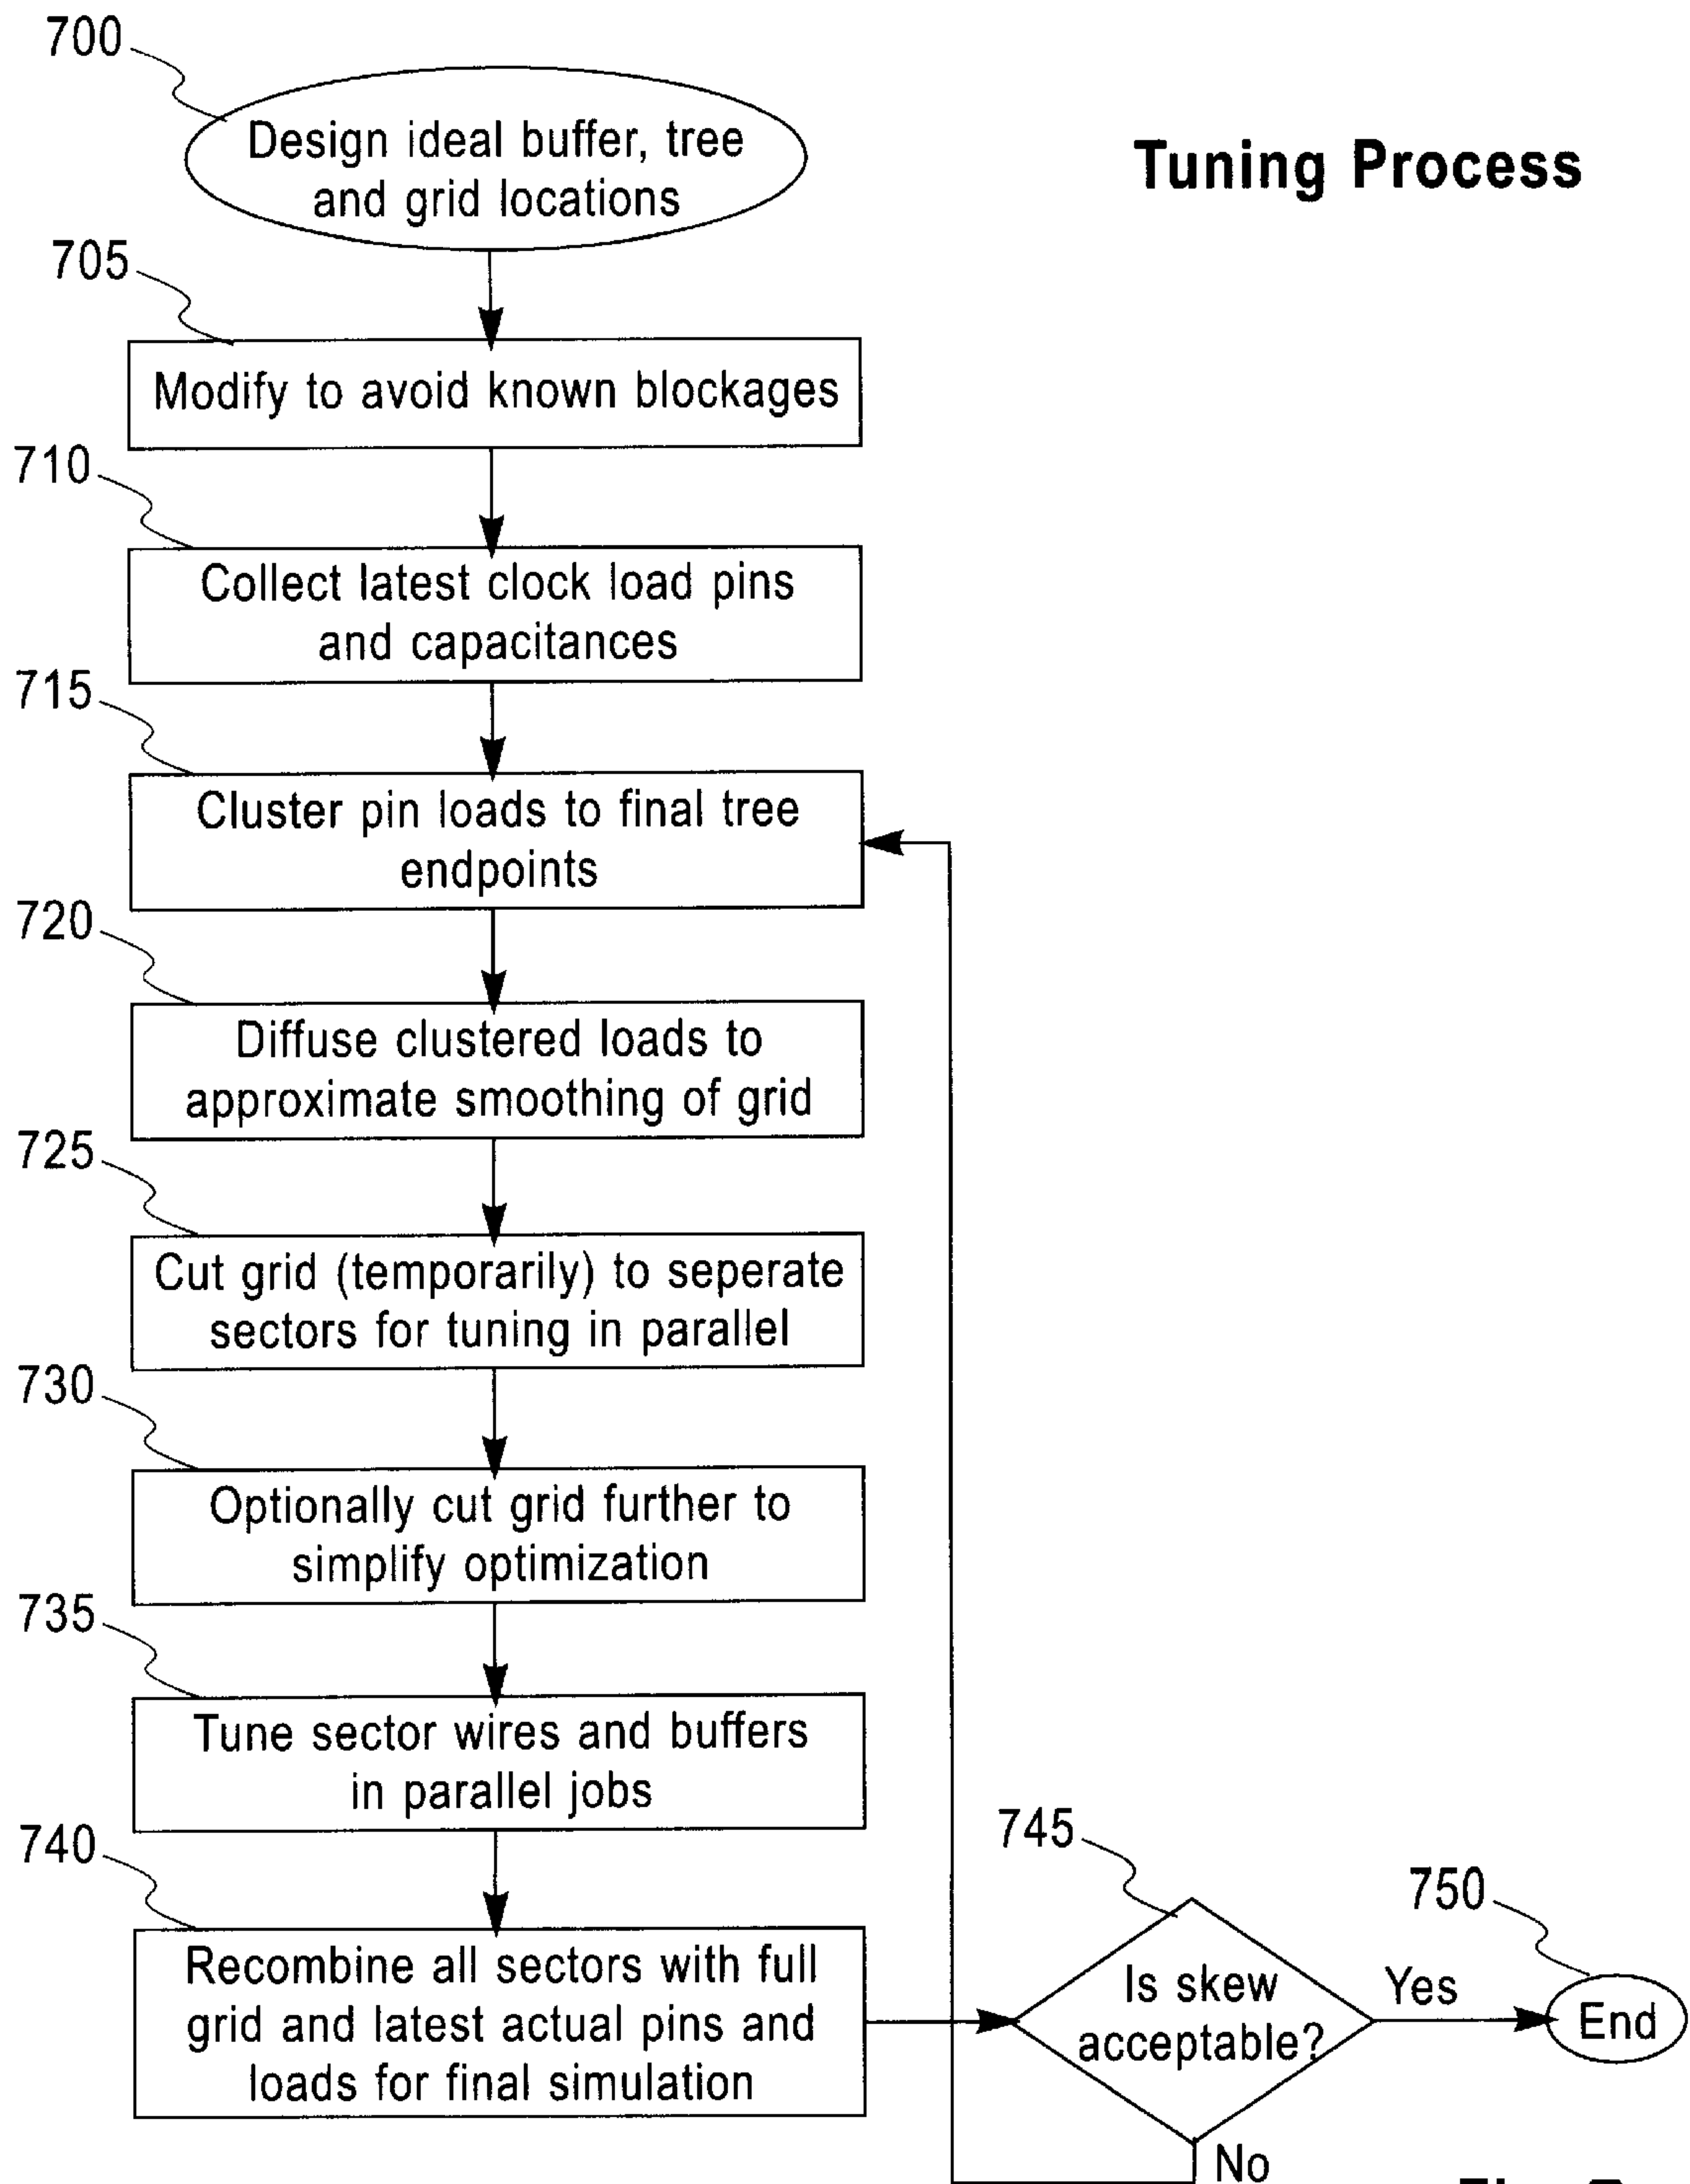 700
Design ideal buffer, tree
and grid locations
Tuning Process
705
Modify to avoid known blockages
710
Collect latest clock load pins
and capacitances
715
Cluster pin loads to final tree
endpoints
720
Diffuse clustered loads to
approximate smoothing of grid
725
Cut grid (temporarily) to seperate
sectors for tuning in parallel
730
Optionally cut grid further to
simplify optimization
735
Tune sector wires and buffers
in parallel jobs
740
Recombine all sectors with full
grid and latest actual pins and
loads for final simulation
745
Is skew
acceptable?
Yes
750
End
No